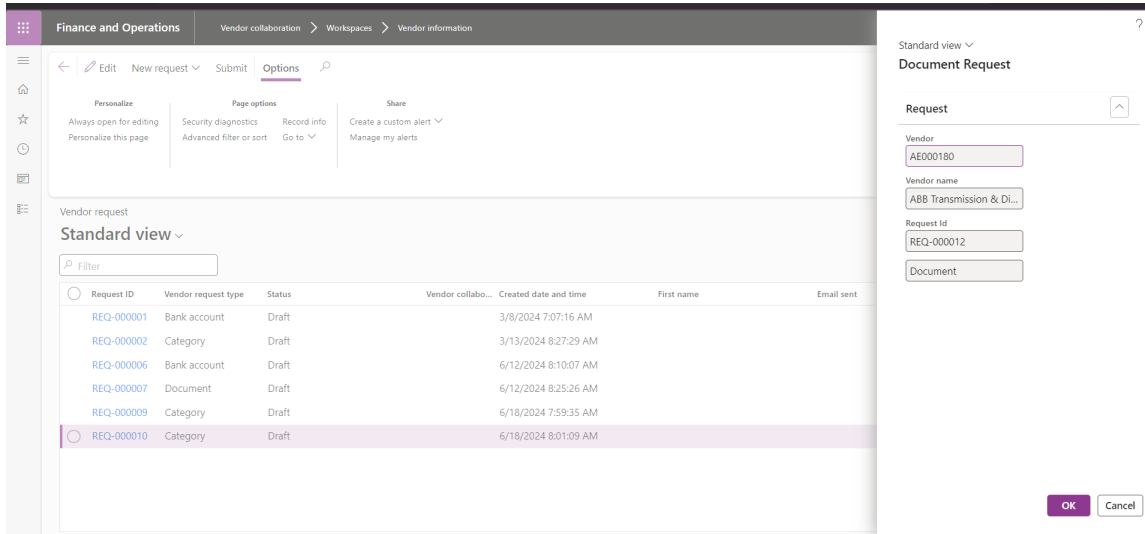 Finance and Operations
Vendor collaboration > Workspaces > Vendor information
Edit New request Submit Options
Personalize
Always open for editing
Personalize this page
Page options
Security diagnostics Record info
Advanced filter or sort Go to
Share
Create a custom alert
Manage my alerts
Vendor request
Standard view
Filter
Request ID Vendor request type Status Vendor collabo... Created date and time First name Email sent
REQ-000001 Bank account Draft 3/8/2024 7:07:16 AM
REQ-000002 Category Draft 3/13/2024 8:27:29 AM
REQ-000006 Bank account Draft 6/12/2024 8:10:07 AM
REQ-000007 Document Draft 6/12/2024 8:25:26 AM
REQ-000009 Category Draft 6/18/2024 7:59:35 AM
REQ-000010 Category Draft 6/18/2024 8:01:09 AM
?
Standard view
Document Request
Request
Vendor
AE000180
Vendor name
ABB Transmission & Di...
Request Id
REQ-000012
Document
OK Cancel